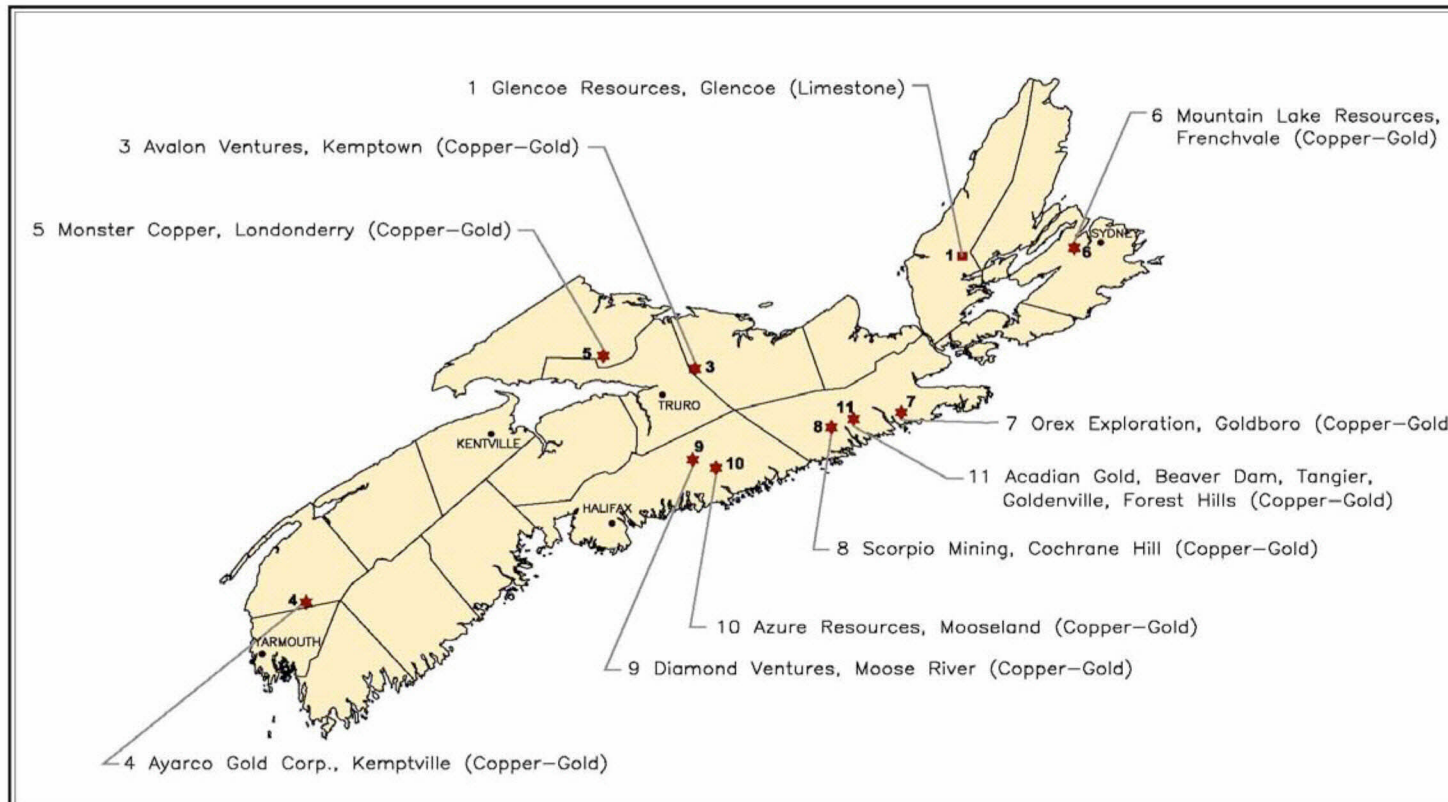 1 Glencoe Resources, Glencoe (Limestone)
6 Mountain Lake Resources,
Frenchvale (Copper-Gold)
3 Avalon Ventures, Kemptown (Copper-Gold)
5 Monster Copper, Londonderry (Copper-Gold)
SYDNEY
1
6
5
3
TRURO
11
7
8
KENTVILLE
7 Orex Exploration, Goldboro (Copper-Gold
9
10
11 Acadian Gold, Beaver Dam, Tangier,
Goldenville, Forest Hills (Copper-Gold)
HALIFAX
8 Scorpio Mining, Cochrane Hill (Copper-Gold)
4
10 Azure Resources, Mooseland (Copper-Gold)
YARMOUTH
9 Diamond Ventures, Moose River (Copper-Gold)
4 Ayarco Gold Corp., Kemptville (Copper-Gold)